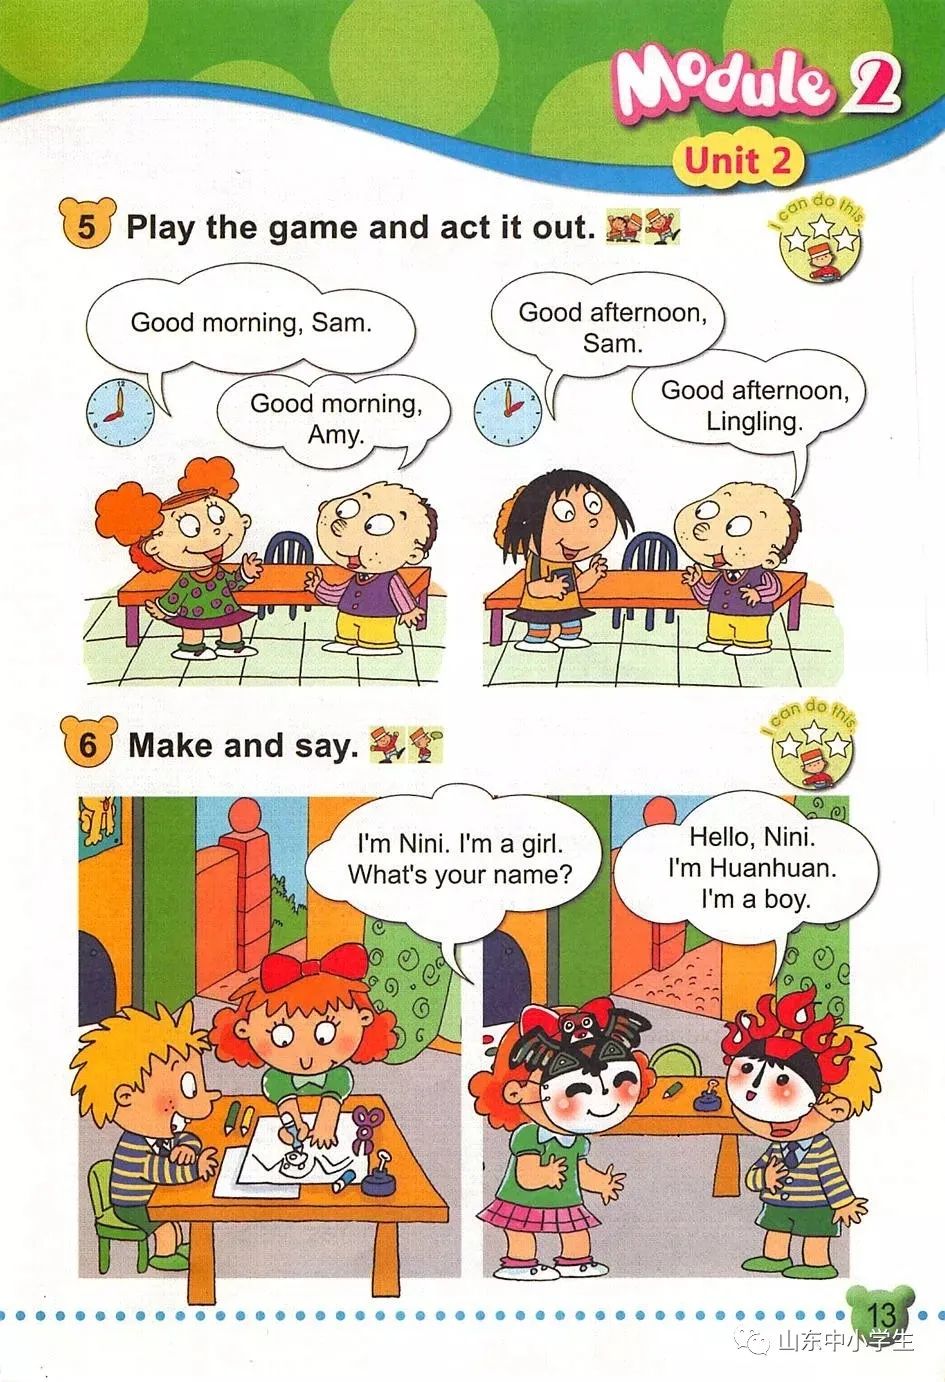 Module 2
Unit 2
5 Play the game and act it out.
I can do this.
Good morning, Sam.
Good morning,
Amy.
Good afternoon,
Sam.
Good afternoon,
Lingling.
6 Make and say.
I can do this.
I'm Nini. I'm a girl.
What's your name?
Hello, Nini.
I'm Huanhuan.
I'm a boy.
13
山东中小学生